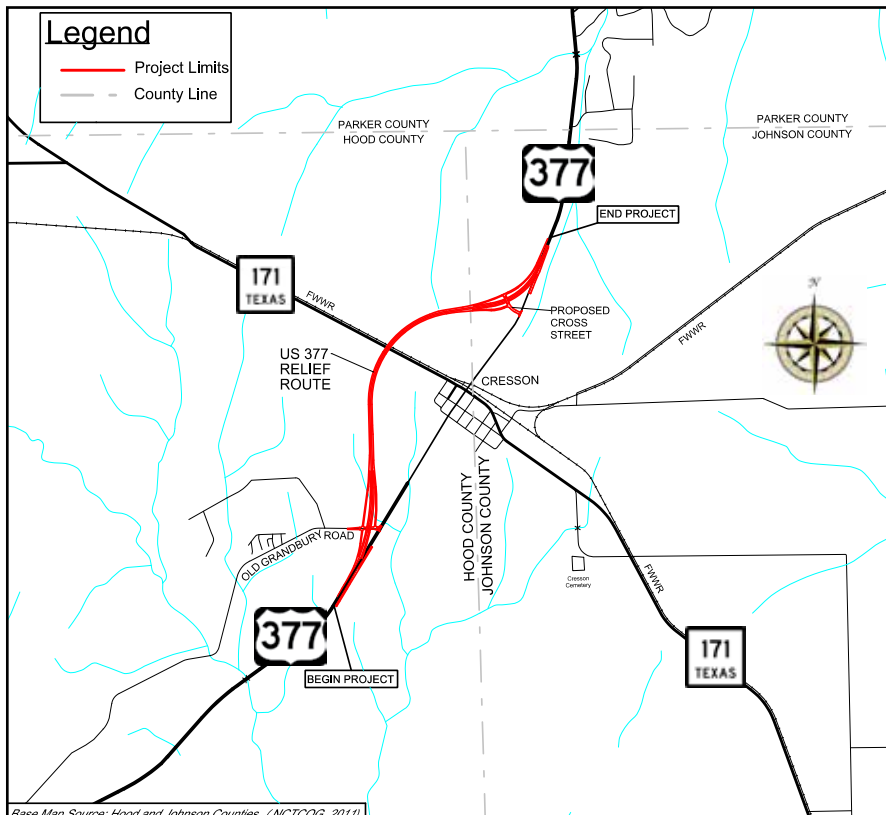 Legend
Project Limits
County Line
PARKER COUNTY
HOOD COUNTY
PARKER COUNTY
JOHNSON COUNTY
377
END PROJECT
171
TEXAS
FWWR
PROPOSED
CROSS
STREET
N
FWWR
US 377
RELIEF
ROUTE
CRESSON
HOOD COUNTY
JOHNSON COUNTY
OLD GRANDBURY ROAD
Cresson
Cemetery
FWWR
377
171
TEXAS
BEGIN PROJECT
Base Map Source: Hood and Johnson Counties, (NCTCOG, 2011)